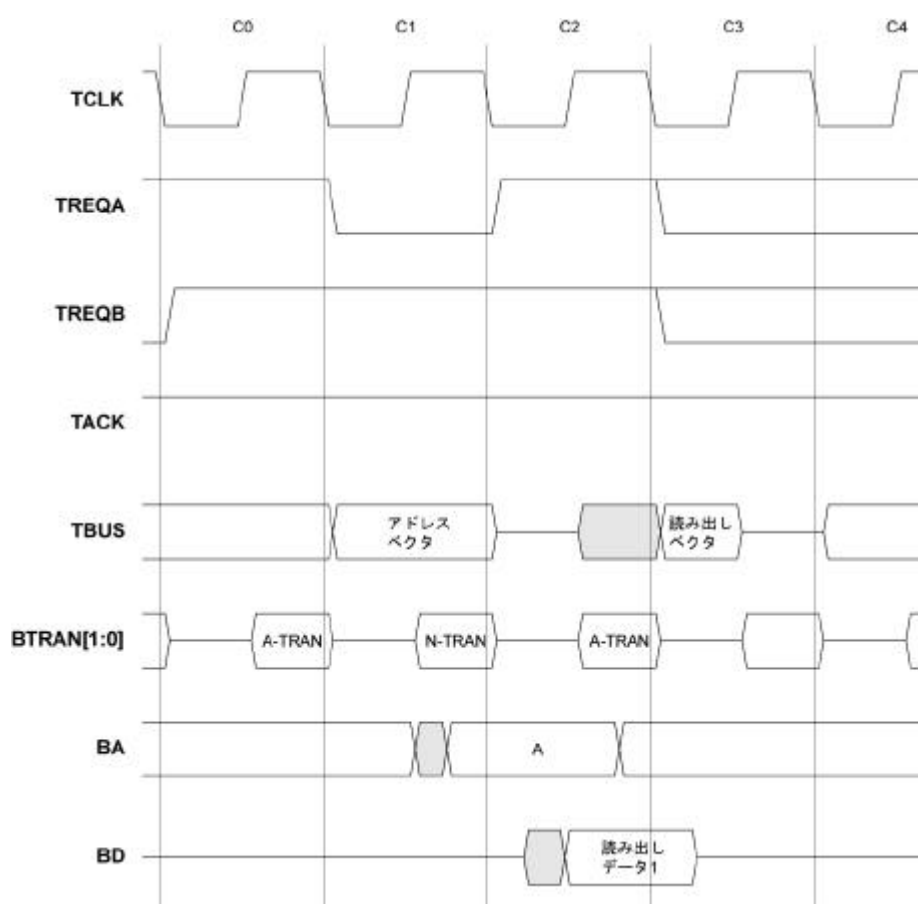 C0 C1 C2 C3 C4
TCLK
TREQA
TREQB
TACK
TBUS
アドレス
ベクタ
読み出し
ベクタ
BTRAN[1:0]
A-TRAN N-TRAN A-TRAN
BA
A
BD
読み出し
データ1